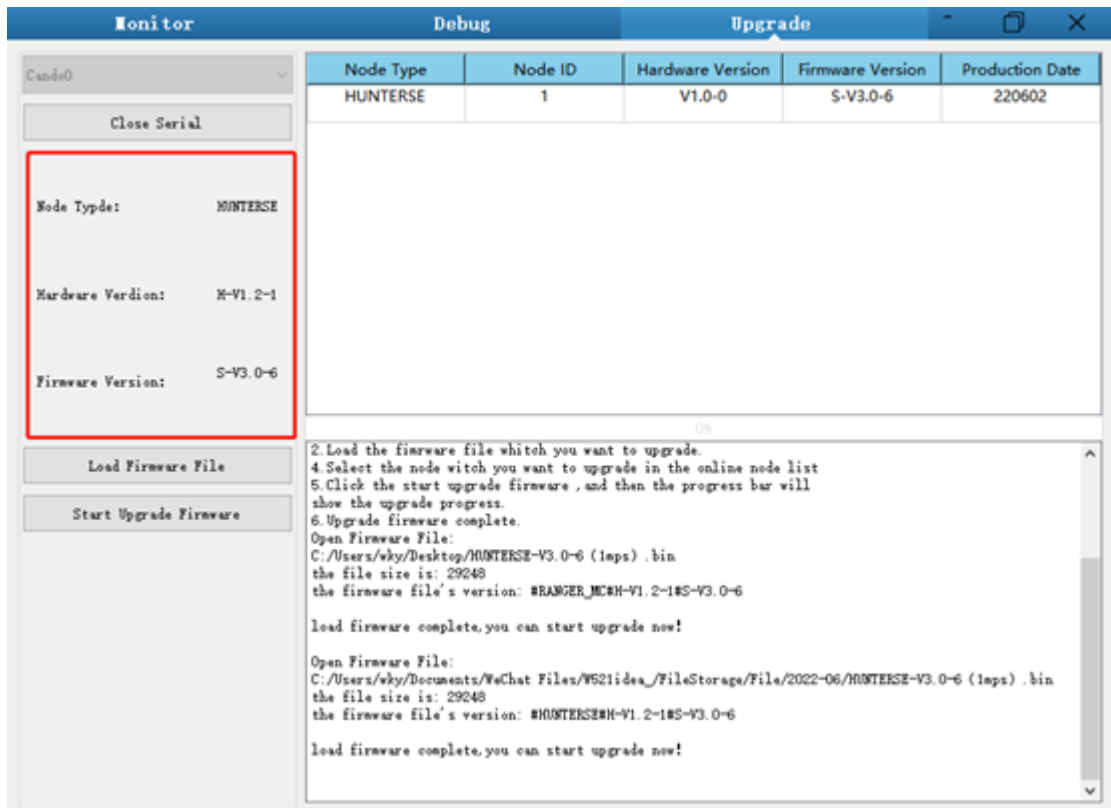 Monitor Debug Upgrade
Cando0
Node Type Node ID Hardware Version Firmware Version Production Date
HUNTERSE 1 V1.0-0 S-V3.0-6 220602
Close Serial
Node Typde: HUNTERSE
Hardware Verdion: H-V1.2-1
Firmware Version: S-V3.0-6
Load Firmware File
Start Upgrade Firmware
0%
2.Load the fimrware file whitch you want to upgrade.
4.Select the node witch you want to upgrade in the online node list
5.Click the start upgrade firmware ,and then the progress bar will
show the upgrade progress.
6.Upgrade firmware complete.
Open Firmware File:
C:/Users/wky/Desktop/HUNTERSE-V3.0-6 (1mps) .bin
the file size is: 29248
the firmware file's version: #RANGER_MC#H-V1.2-1#S-V3.0-6
load firmware complete,you can start upgrade now!
Open Firmware File:
C:/Users/wky/Documents/WeChat Files/W521idea_/FileStorage/File/2022-06/HUNTERSE-V3.0-6 (1mps) .bin
the file size is: 29248
the firmware file's version: #HUNTERSE#H-V1.2-1#S-V3.0-6
load firmware complete,you can start upgrade now!